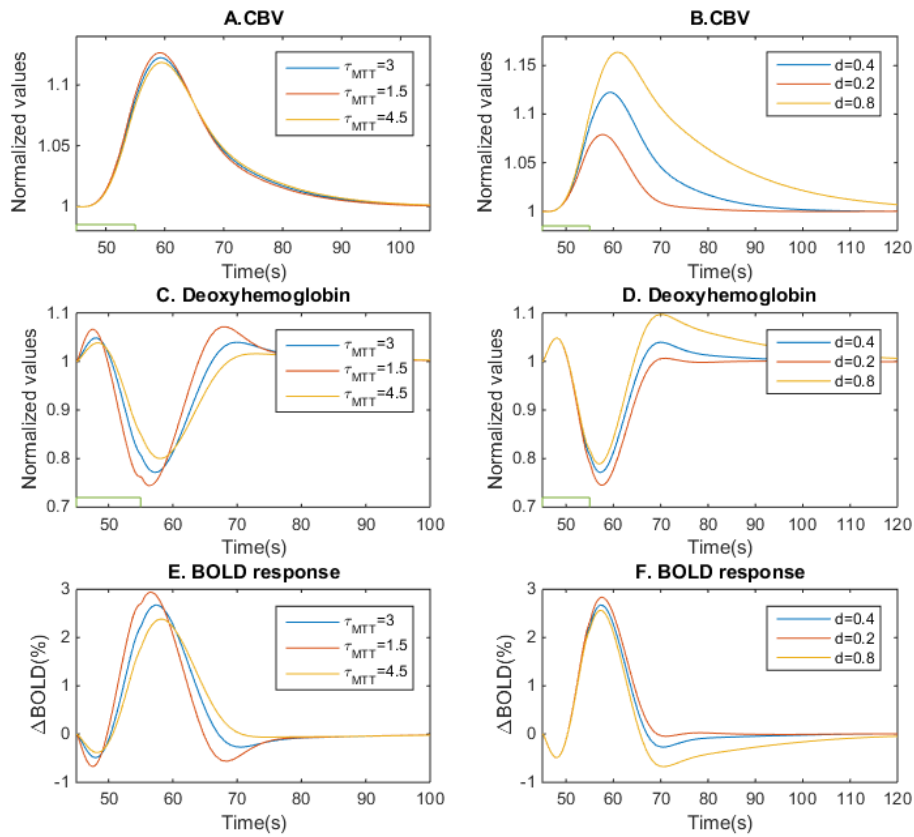 A.CBV
Normalized values
1.1
1.05
1
τMTT=3
τMTT=1.5
τMTT=4.5
50 60 70 80 90 100
Time(s)
B.CBV
Normalized values
1.15
1.1
1.05
1
d=0.4
d=0.2
d=0.8
50 60 70 80 90 100 110 120
Time(s)
C. Deoxyhemoglobin
Normalized values
1.1
1
0.9
0.8
0.7
τMTT=3
τMTT=1.5
τMTT=4.5
50 60 70 80 90 100
Time(s)
D. Deoxyhemoglobin
Normalized values
1.1
1
0.9
0.8
0.7
d=0.4
d=0.2
d=0.8
50 60 70 80 90 100 110 120
Time(s)
E. BOLD response
ΔBOLD(%)
3
2
1
0
-1
τMTT=3
τMTT=1.5
τMTT=4.5
50 60 70 80 90 100
Time(s)
F. BOLD response
ΔBOLD(%)
3
2
1
0
-1
d=0.4
d=0.2
d=0.8
50 60 70 80 90 100 110 120
Time(s)